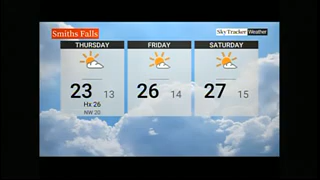 Smiths Falls
SkyTracker Weather
THURSDAY
23 13
Hx 26
NW 20
FRIDAY
26 14
SATURDAY
27 15